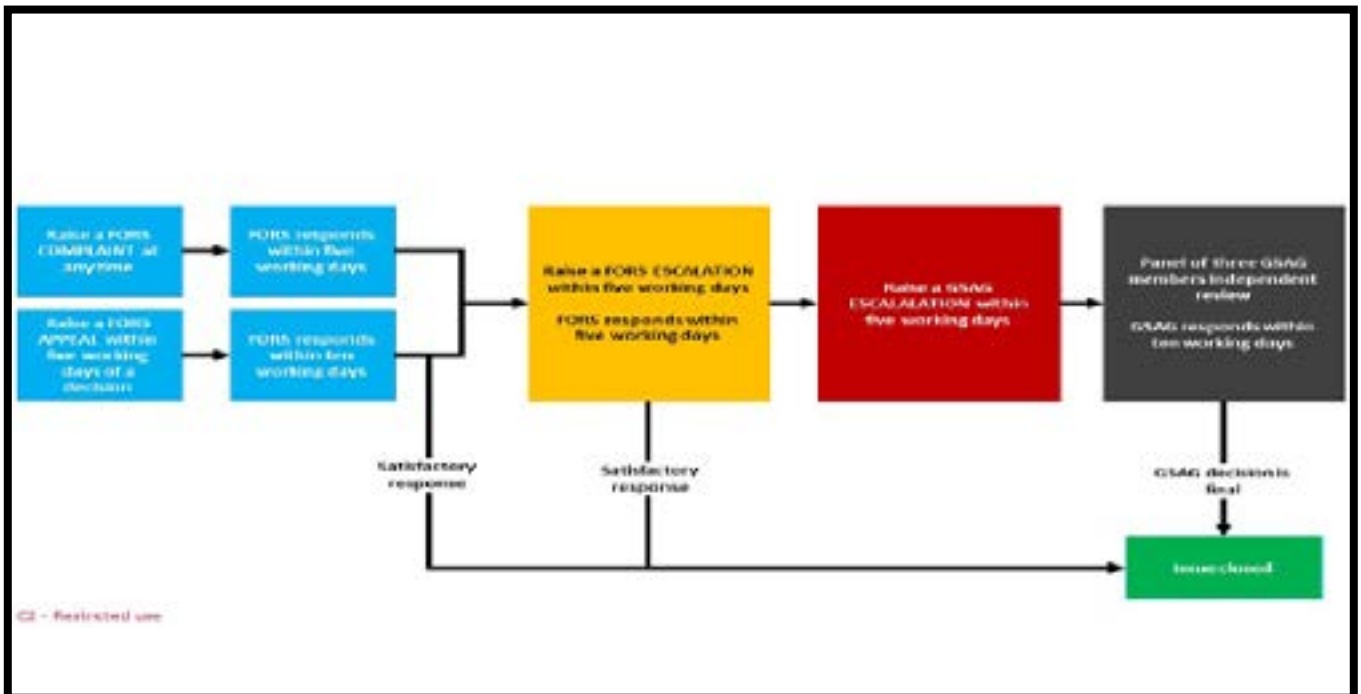 Raise a FORS
COMPLAINT at
anytime
FORS responds
within five
working days
Raise a FORS
APPEAL within
five working
days of a
decision
FORS responds
within ten
working days
Raise a FORS ESCALATION
within five working days
FORS responds within
five working days
Raise a GSAG
ESCALALATION within
five working days
Panel of three GSAG
members independent
review
GSAG responds within
ten working days
Satisfactory
response
Satisfactory
response
GSAG decision is
final
Issue closed
C2 - Restricted use